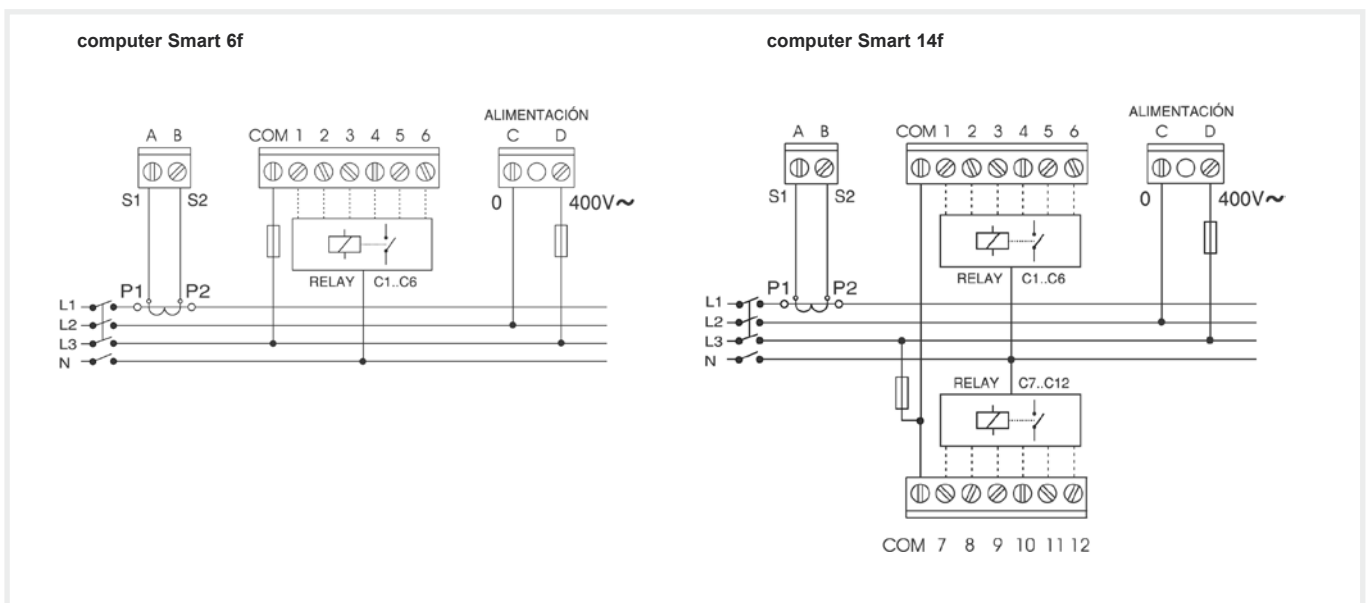 computer Smart 6f
ALIMENTACIÓN
A B
COM 1 2 3 4 5 6
C D
S1 S2
0 400V~
RELAY C1..C6
P1 P2
L1
L2
L3
N
computer Smart 14f
ALIMENTACIÓN
A B
COM 1 2 3 4 5 6
C D
S1 S2
0 400V~
RELAY C1..C6
P1 P2
L1
L2
L3
N
RELAY C7..C12
COM 7 8 9 10 11 12